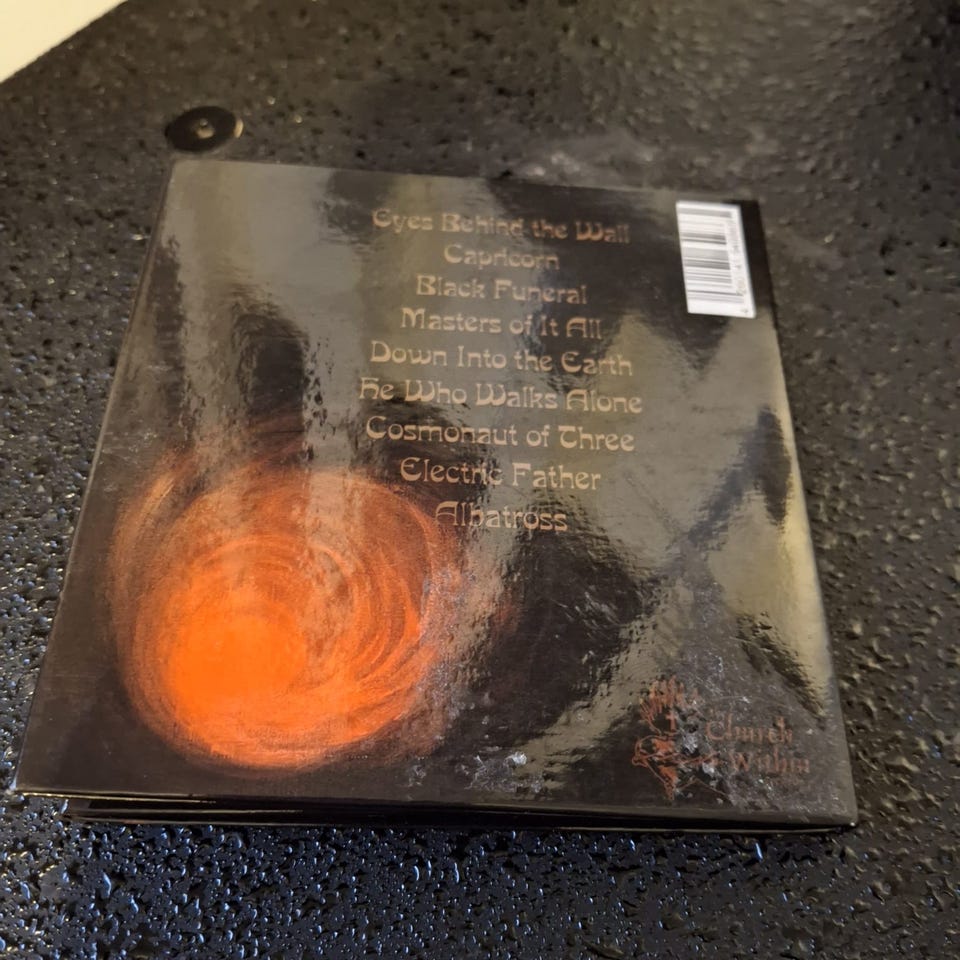 Eyes Behind the Wall
Capricorn
Black Funeral
Masters of It All
Down Into the Earth
He Who Walks Alone
Cosmonaut of Three
Electric Father
Albatross
Church
Within